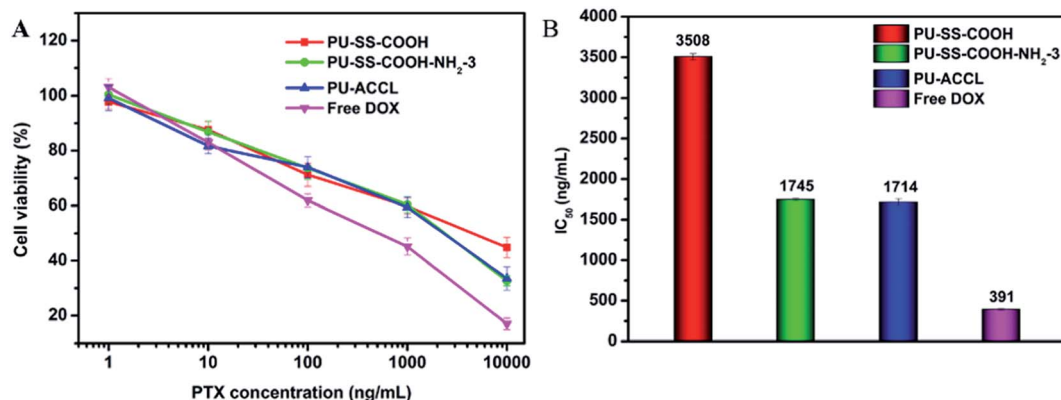 A
120
100
80
60
40
20
Cell viability (%)
PU-SS-COOH
PU-SS-COOH-NH₂-3
PU-ACCL
Free DOX
1
10
100
1000
10000
PTX concentration (ng/mL)
B
4000
3500
3000
2500
2000
1500
1000
500
0
IC₅₀ (ng/mL)
3508
1745
1714
391
PU-SS-COOH
PU-SS-COOH-NH₂-3
PU-ACCL
Free DOX